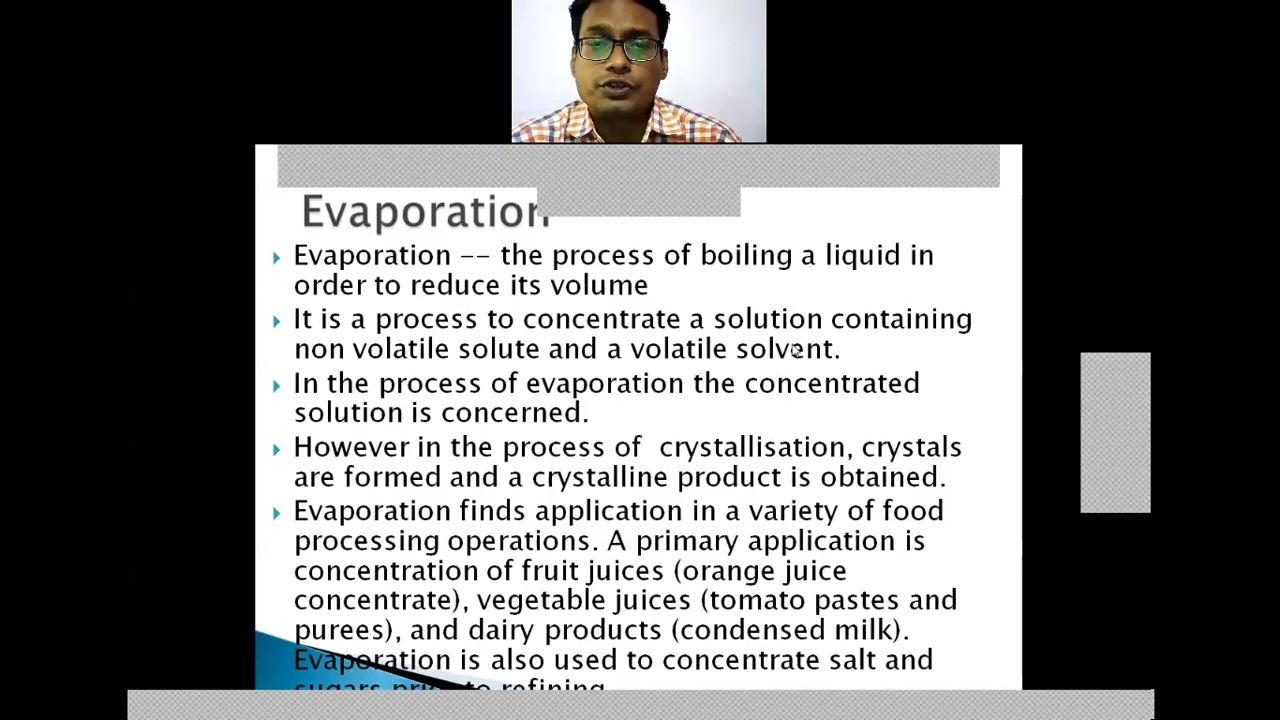 Evaporation
Evaporation -- the process of boiling a liquid in
order to reduce its volume
It is a process to concentrate a solution containing
non volatile solute and a volatile solvent.
In the process of evaporation the concentrated
solution is concerned.
However in the process of crystallisation, crystals
are formed and a crystalline product is obtained.
Evaporation finds application in a variety of food
processing operations. A primary application is
concentration of fruit juices (orange juice
concentrate), vegetable juices (tomato pastes and
purees), and dairy products (condensed milk).
Evaporation is also used to concentrate salt and
sugars prior to refining